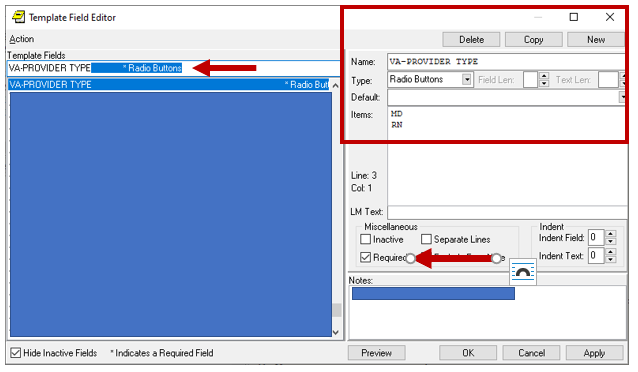 Template Field Editor
Action
Delete
Copy
New
Template Fields
VA-PROVIDER TYPE * Radio Buttons
VA-PROVIDER TYPE * Radio But
Name: VA-PROVIDER TYPE
Type: Radio Buttons Field Len: Text Len:
Default:
Items: MD
RN
Line: 3
Col: 1
LM Text:
Miscellaneous
Inactive Separate Lines
Required
Indent
Indent Field: 0
Indent Text: 0
Notes:
Hide Inactive Fields * Indicates a Required Field
Preview
OK
Cancel
Apply